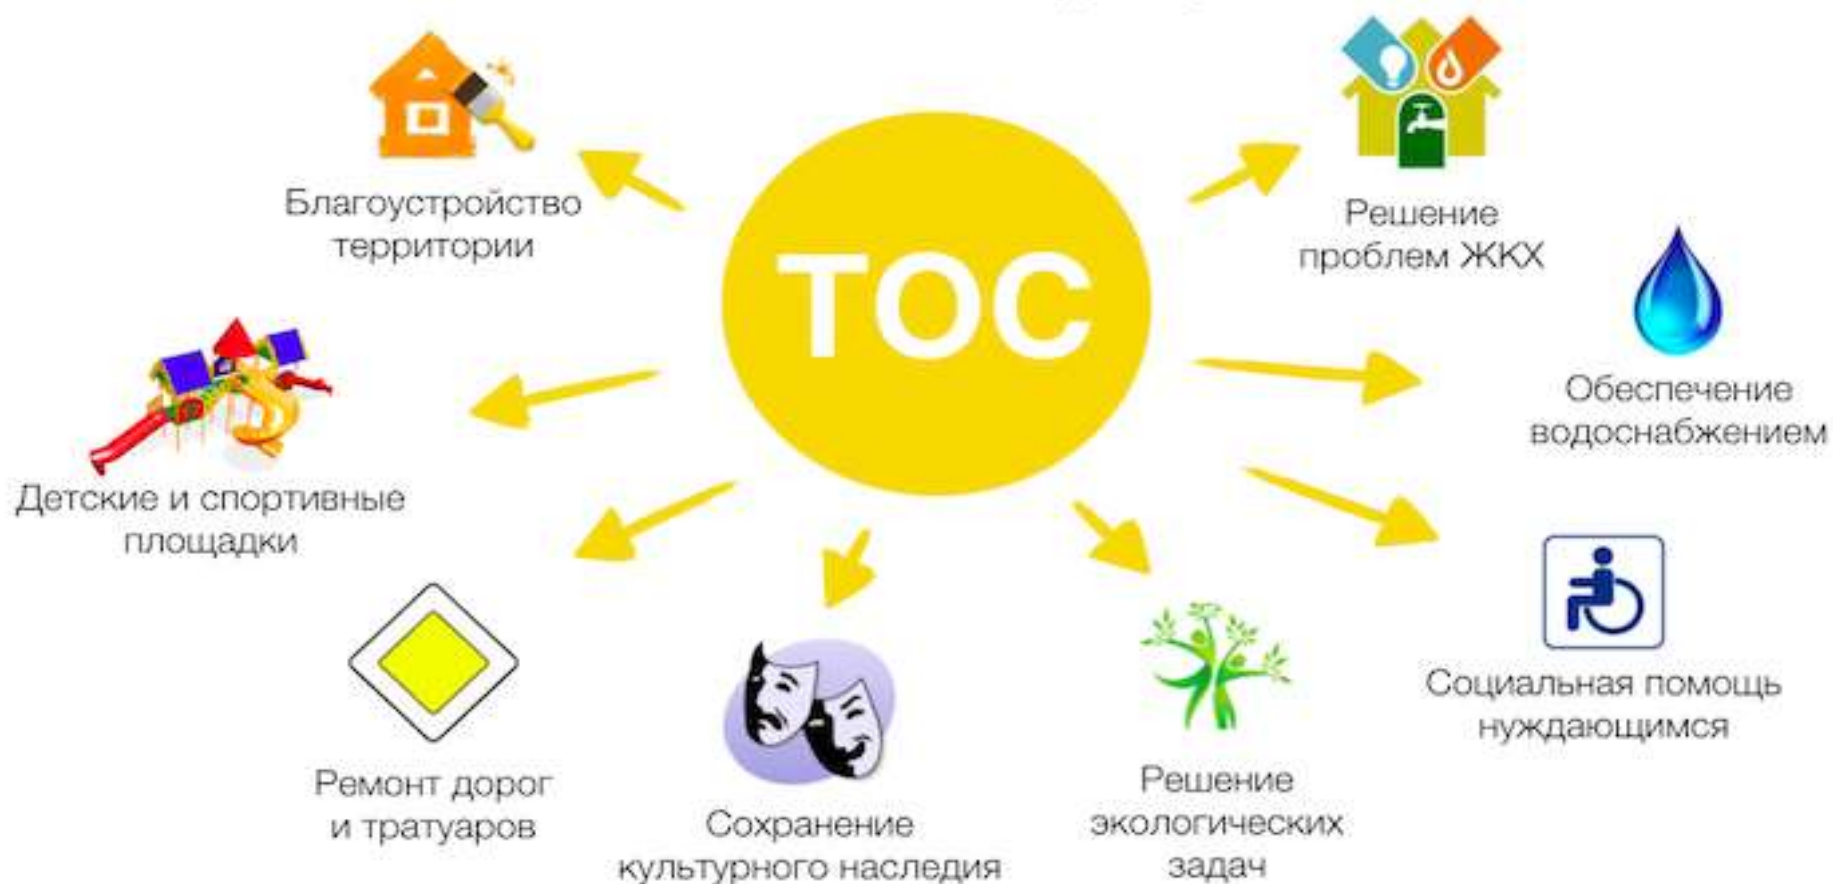 ТОС
Благоустройство
территории
Решение
проблем ЖКХ
Детские и спортивные
площадки
Обеспечение
водоснабжением
Ремонт дорог
и тратуаров
Сохранение
культурного наследия
Решение
экологических
задач
Социальная помощь
нуждающимся